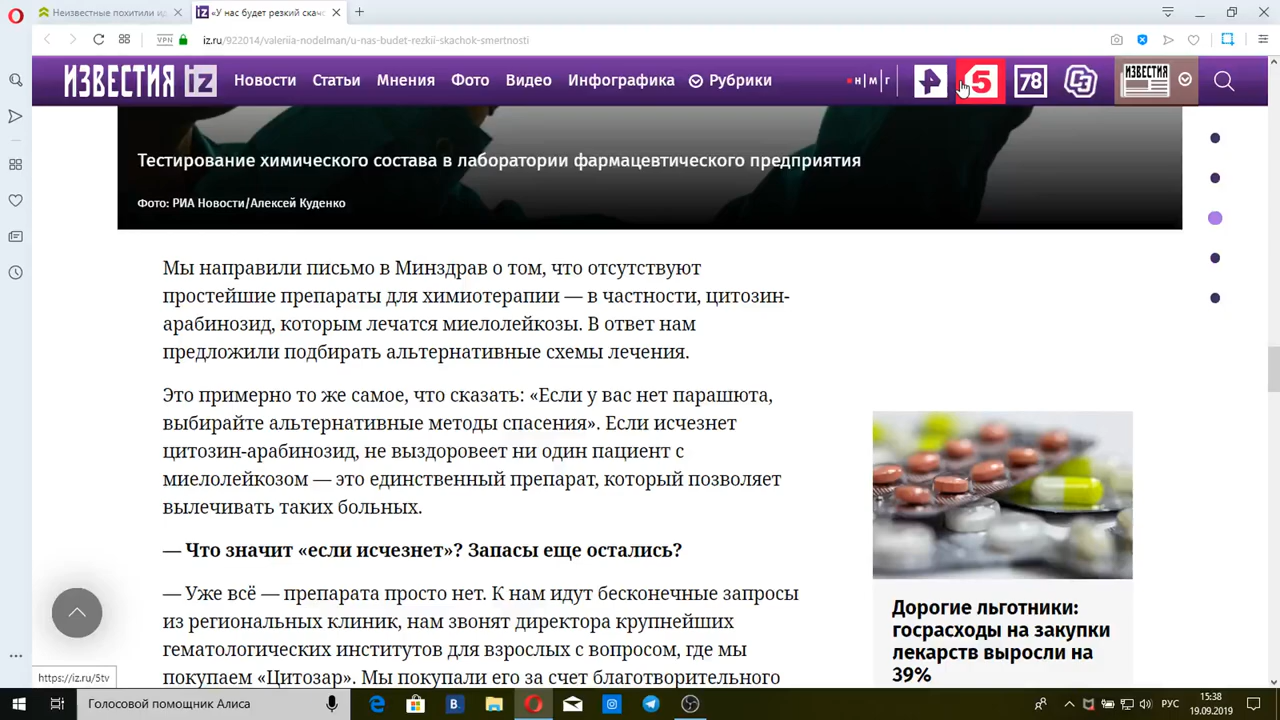 Неизвестные похитили ид
«У нас будет резкий скачо
VPN
iz.ru/922014/valeriia-nodelman/u-nas-budet-rezkii-skachok-smertnosti
ИЗВЕСТИЯ iz Новости Статьи Мнения Фото Видео Инфографика Рубрики н|м|г 5 78 ИЗВЕСТИЯ
Тестирование химического состава в лаборатории фармацевтического предприятия
Фото: РИА Новости/Алексей Куденко
Мы направили письмо в Минздрав о том, что отсутствуют
простейшие препараты для химиотерапии — в частности, цитозин-
арабинозид, которым лечатся миелолейкозы. В ответ нам
предложили подбирать альтернативные схемы лечения.
Это примерно то же самое, что сказать: «Если у вас нет парашюта,
выбирайте альтернативные методы спасения». Если исчезнет
цитозин-арабинозид, не выздоровеет ни один пациент с
миелолейкозом — это единственный препарат, который позволяет
вылечивать таких больных.
— Что значит «если исчезнет»? Запасы еще остались?
— Уже всё — препарата просто нет. К нам идут бесконечные запросы
из региональных клиник, нам звонят директора крупнейших
гематологических институтов для взрослых с вопросом, где мы
покупаем «Цитозар». Мы покупали его за счет благотворительного
Дорогие льготники:
госрасходы на закупки
лекарств выросли на
39%
https://iz.ru/5tv
Голосовой помощник Алиса
РУС
15:38
19.09.2019